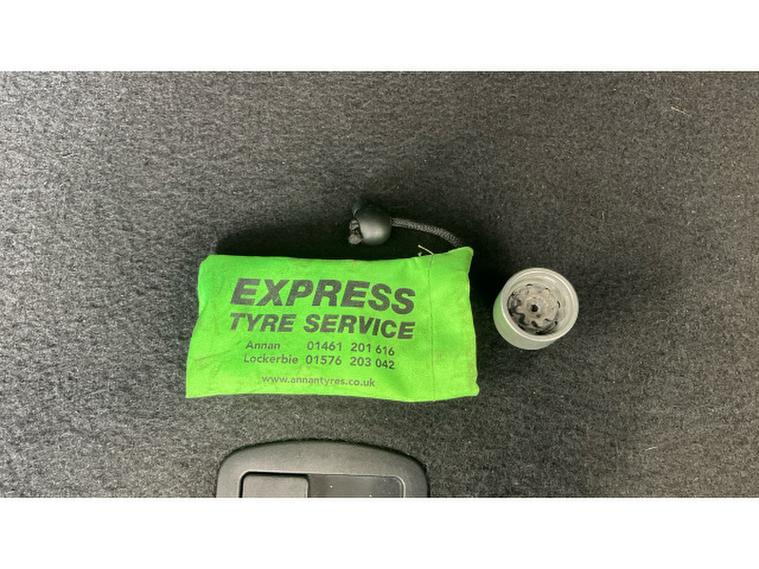 EXPRESS
TYRE SERVICE
Annan 01461 201 616
Lockerbie 01576 203 042
www.annantyres.co.uk